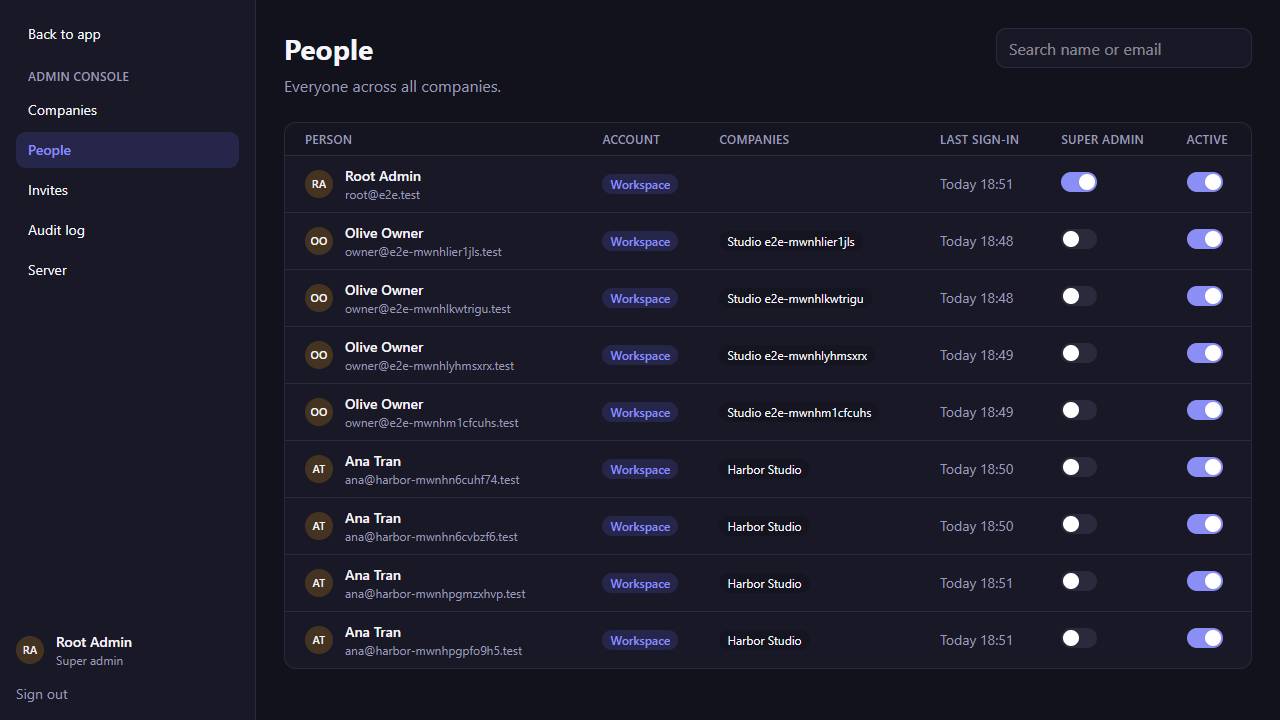 Back to app
ADMIN CONSOLE
Companies
People
Invites
Audit log
Server
RA
Root Admin
Super admin
Sign out
People
Everyone across all companies.
Search name or email
PERSON ACCOUNT COMPANIES LAST SIGN-IN SUPER ADMIN ACTIVE
RA Root Admin Workspace Today 18:51
root@e2e.test
OO Olive Owner Workspace Studio e2e-mwnhlier1jls Today 18:48
owner@e2e-mwnhlier1jls.test
OO Olive Owner Workspace Studio e2e-mwnhlkwtrigu Today 18:48
owner@e2e-mwnhlkwtrigu.test
OO Olive Owner Workspace Studio e2e-mwnhlyhmsxrx Today 18:49
owner@e2e-mwnhlyhmsxrx.test
OO Olive Owner Workspace Studio e2e-mwnhm1cfcuhs Today 18:49
owner@e2e-mwnhm1cfcuhs.test
AT Ana Tran Workspace Harbor Studio Today 18:50
ana@harbor-mwnhn6cuhf74.test
AT Ana Tran Workspace Harbor Studio Today 18:50
ana@harbor-mwnhn6cvbzf6.test
AT Ana Tran Workspace Harbor Studio Today 18:51
ana@harbor-mwnhpgmzxhvp.test
AT Ana Tran Workspace Harbor Studio Today 18:51
ana@harbor-mwnhpgpfo9h5.test